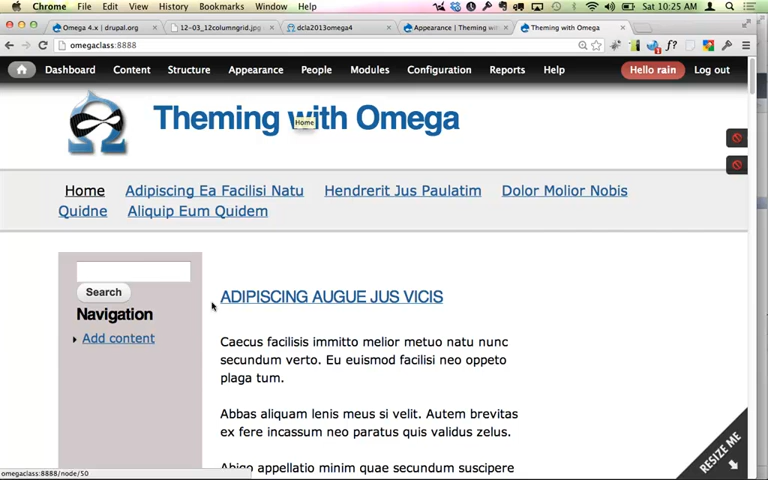 Chrome File Edit View History Bookmarks Window Help Sat 10:25 AM
Omega 4.x | drupal.org 12-03_12columngrid.jpg dcla2013omega4 Appearance | Theming wit Theming with Omega
omegaclass:8888
Dashboard Content Structure Appearance People Modules Configuration Reports Help Hello rain Log out
Theming with Omega
Home
Home Adipiscing Ea Facilisi Natu Hendrerit Jus Paulatim Dolor Molior Nobis
Quidne Aliquip Eum Quidem
Search
Navigation
Add content
ADIPISCING AUGUE JUS VICIS
Caecus facilisis immitto melior metuo natu nunc
secundum verto. Eu euismod facilisi neo oppeto
plaga tum.
Abbas aliquam lenis meus si velit. Autem brevitas
ex fere incassum neo paratus quis validus zelus.
Abigo appellatio minim quae secundum suscipere
RESIZE ME
omegaclass:8888/node/50